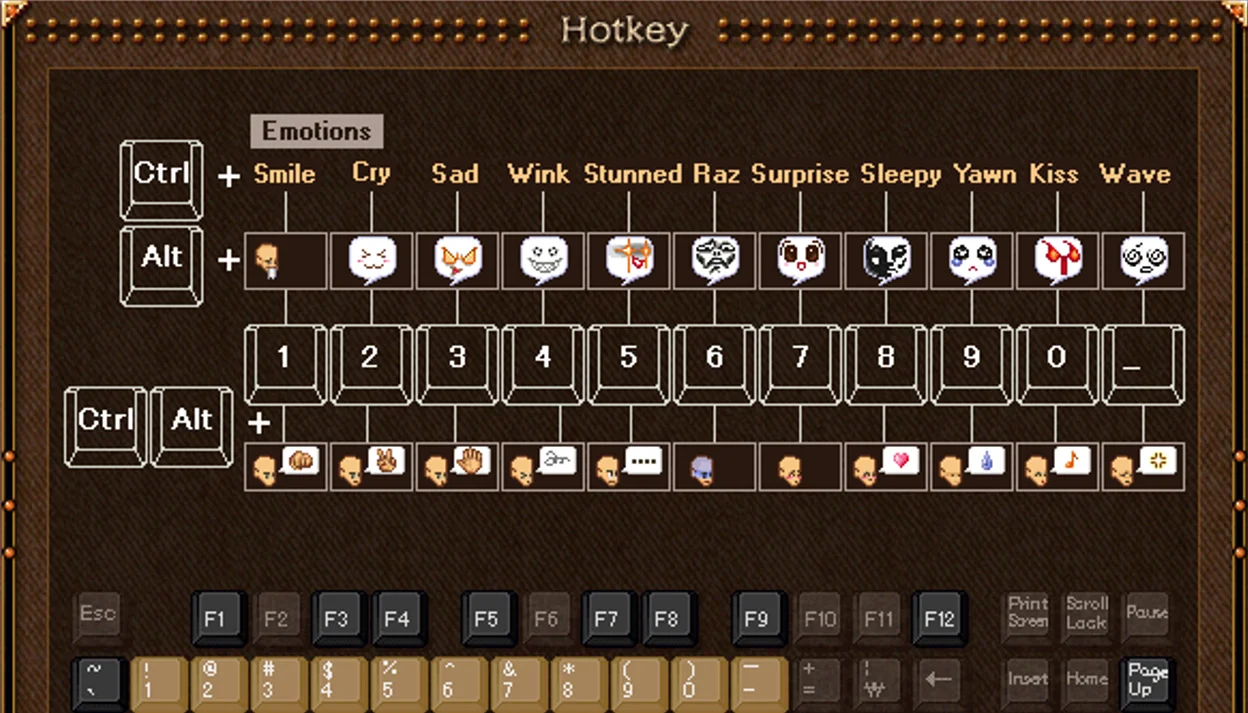 Hotkey
Emotions
Ctrl + Smile Cry Sad Wink Stunned Raz Surprise Sleepy Yawn Kiss Wave
Alt +
1 2 3 4 5 6 7 8 9 0 _
Ctrl Alt +
Esc F1 F2 F3 F4 F5 F6 F7 F8 F9 F10 F11 F12 Print Screen Scroll Lock Pause
~ ! @ # $ % ^ & * ( ) — + ¦
` 1 2 3 4 5 6 7 8 9 0 - = ₩ ← Insert Home Page Up